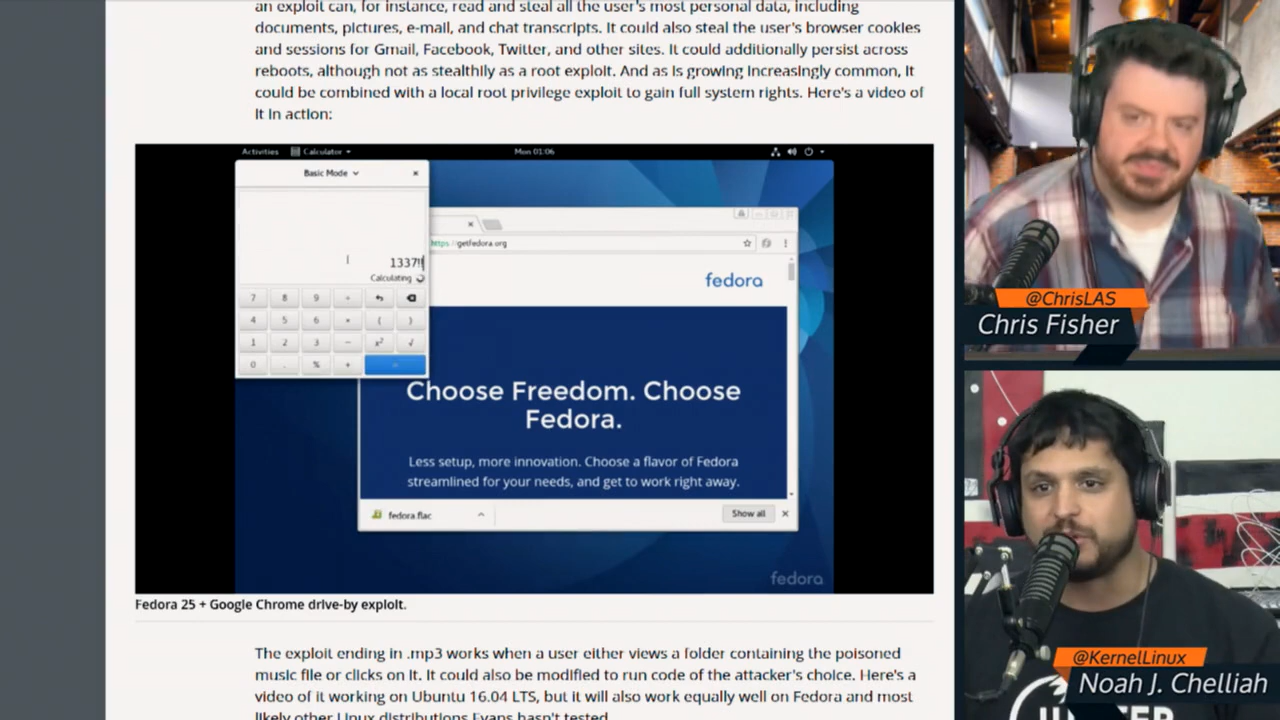 an exploit can, for instance, read and steal all the user's most personal data, including
documents, pictures, e-mail, and chat transcripts. It could also steal the user's browser cookies
and sessions for Gmail, Facebook, Twitter, and other sites. It could additionally persist across
reboots, although not as stealthily as a root exploit. And as is growing increasingly common, it
could be combined with a local root privilege exploit to gain full system rights. Here's a video of
it in action:
Activities Calculator Mon 01:06
Basic Mode
https://getfedora.org
1337!!
Calculating
fedora
7 8 9 ÷
4 5 6 × ( )
1 2 3 − x² √
0 . % + =
Choose Freedom. Choose
Fedora.
Less setup, more innovation. Choose a flavor of Fedora
streamlined for your needs, and get to work right away.
fedora.flac Show all
fedora
Fedora 25 + Google Chrome drive-by exploit.
The exploit ending in .mp3 works when a user either views a folder containing the poisoned
music file or clicks on it. It could also be modified to run code of the attacker's choice. Here's a
video of it working on Ubuntu 16.04 LTS, but it will also work equally well on Fedora and most
likely other Linux distributions Evans hasn't tested.
@ChrisLAS
Chris Fisher
@KernelLinux
Noah J. Chelliah